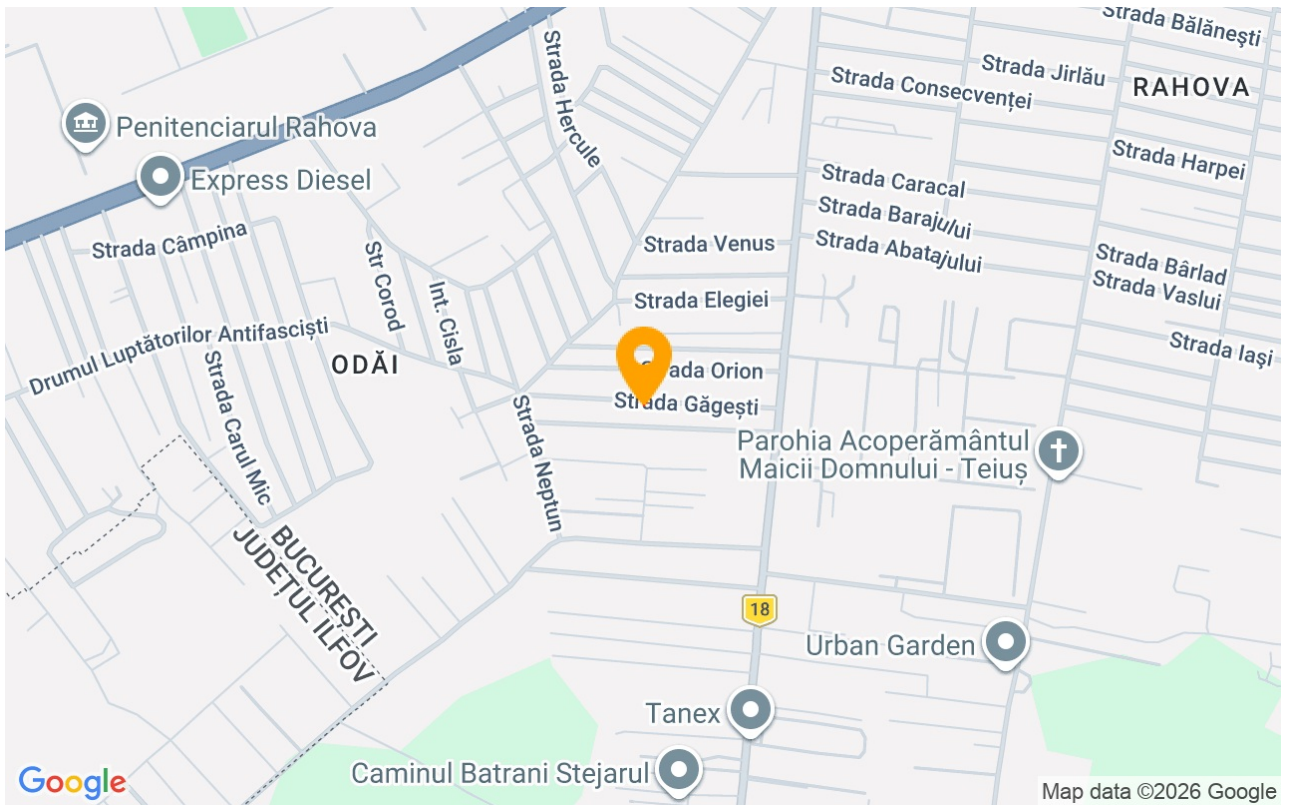 Strada Bălănești
Strada Jirlău
RAHOVA
Strada Consecvenței
Strada Hercule
Penitenciarul Rahova
Strada Harpei
Express Diesel
Strada Caracal
Strada Barajului
Strada Câmpina
Strada Venus
Strada Abatajului
Str Corod
Strada Bârlad
Strada Vaslui
Int. Cisla
Strada Elegiei
Drumul Luptătorilor Antifasciști
Strada Iași
ODĂI
Strada Orion
Strada Găgești
Strada Carul Mic
Strada Neptun
Parohia Acoperământul
Maicii Domnului - Teiuș
BUCUREȘTI
JUDEȚUL ILFOV
18
Urban Garden
Tanex
Caminul Batrani Stejarul
Google
Map data ©2026 Google